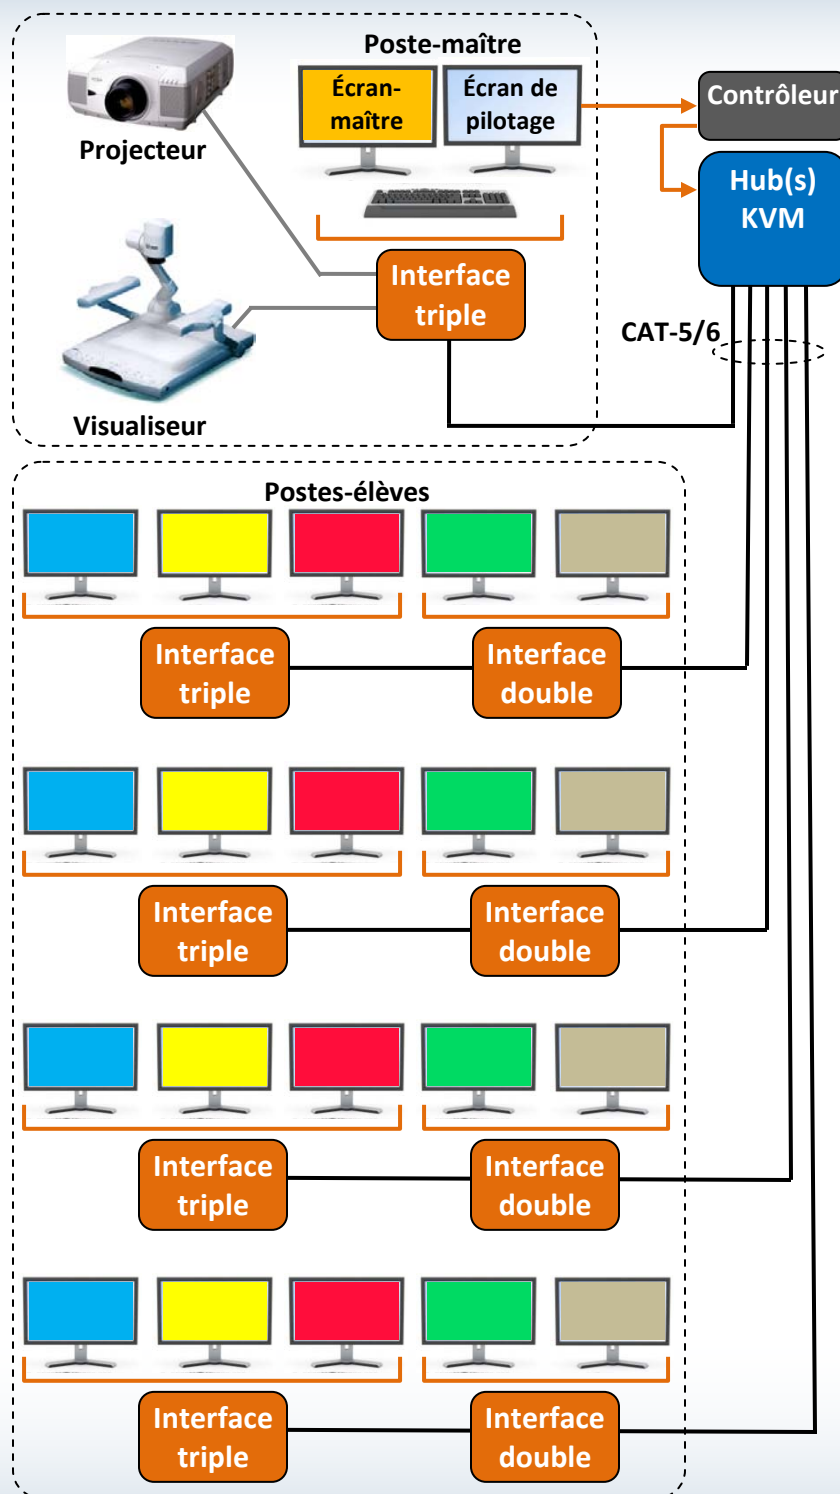 Poste-maître
Projecteur
Écran-
maître
Écran de
pilotage
Contrôleur
Hub(s)
KVM
Interface
triple
CAT-5/6
Visualiseur
Postes-élèves
Interface
triple
Interface
double
Interface
triple
Interface
double
Interface
triple
Interface
double
Interface
triple
Interface
double